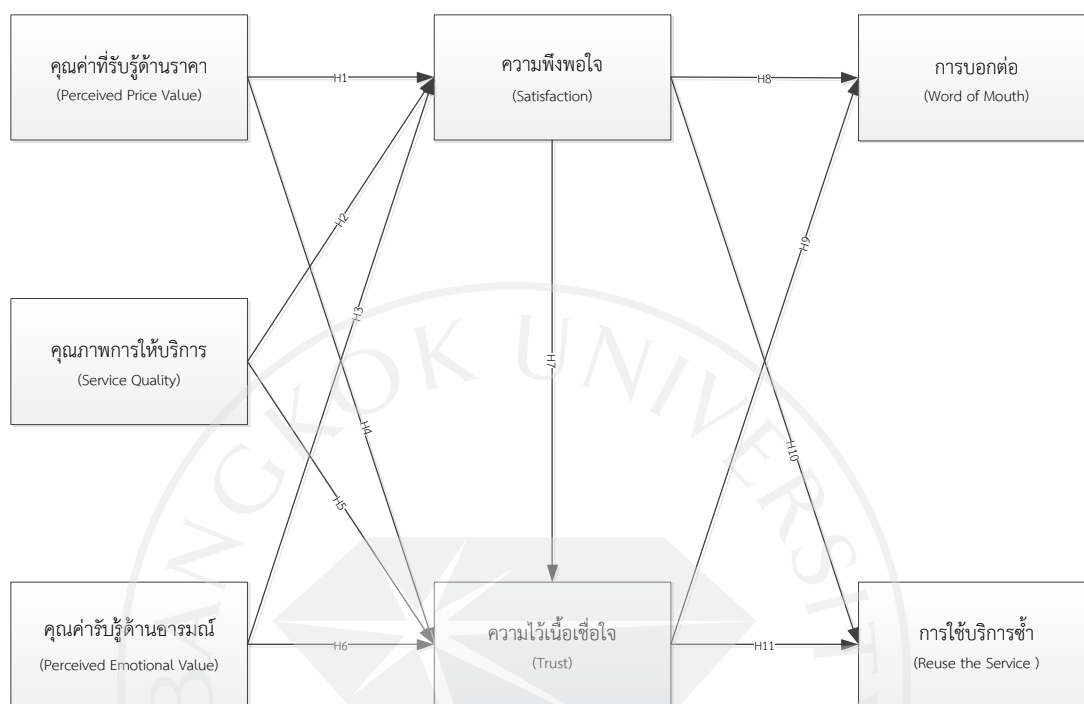 คุณค่าที่รับรู้ด้านราคา
(Perceived Price Value)
H1
ความพึงพอใจ
(Satisfaction)
H8
การบอกต่อ
(Word of Mouth)
H2
H9
H3
คุณภาพการให้บริการ
(Service Quality)
H7
H4
H10
H5
คุณค่ารับรู้ด้านอารมณ์
(Perceived Emotional Value)
H6
ความไว้เนื้อเชื่อใจ
(Trust)
H11
การใช้บริการซ้ำ
(Reuse the Service )
BANGKOK UNIVERSIT